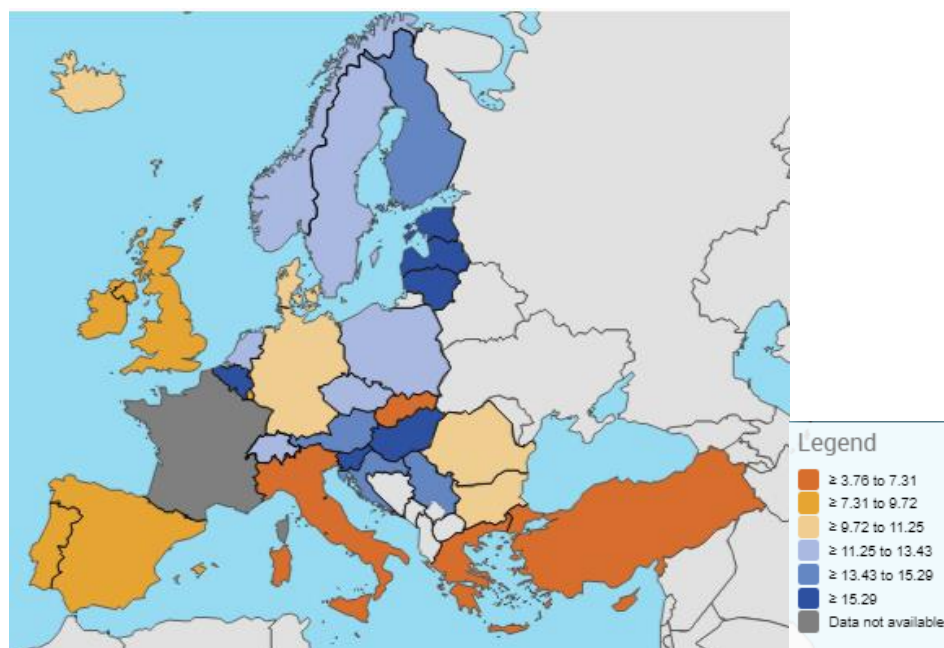 Legend
≥ 3.76 to 7.31
≥ 7.31 to 9.72
≥ 9.72 to 11.25
≥ 11.25 to 13.43
≥ 13.43 to 15.29
≥ 15.29
Data not available